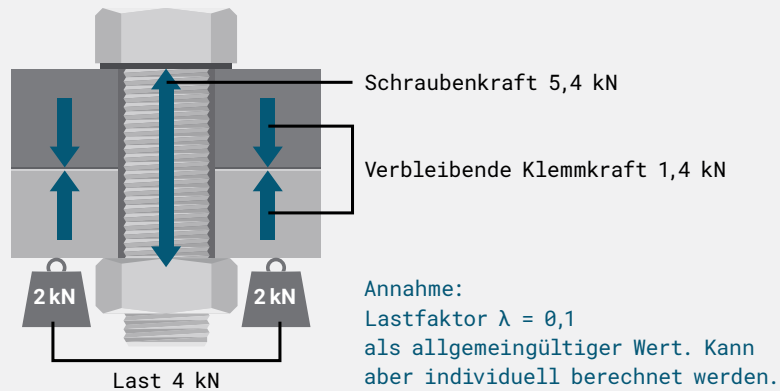 Schraubenkraft 5,4 kN
Verbleibende Klemmkraft 1,4 kN
2 kN
2 kN
Last 4 kN
Annahme:
Lastfaktor λ = 0,1
als allgemeingültiger Wert. Kann
aber individuell berechnet werden.